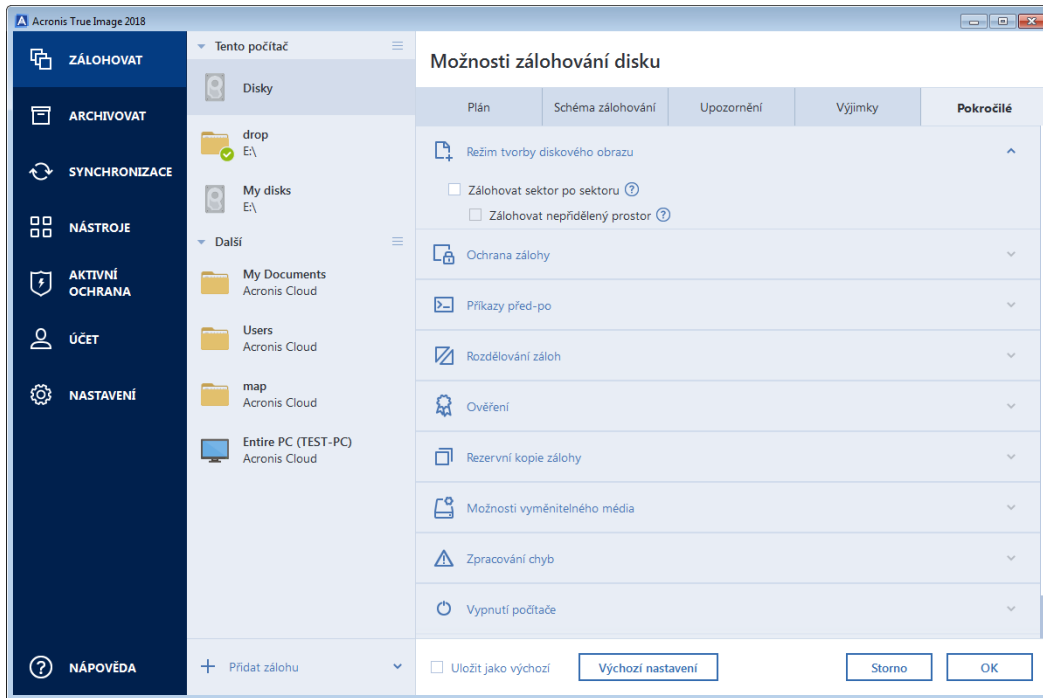 Acronis True Image 2018
ZÁLOHOVAT
ARCHIVOVAT
SYNCHRONIZACE
NÁSTROJE
AKTIVNÍ
OCHRANA
ÚČET
NASTAVENÍ
NÁPOVĚDA
Tento počítač
Disky
drop
E:\
My disks
E:\
Další
My Documents
Acronis Cloud
Users
Acronis Cloud
map
Acronis Cloud
Entire PC (TEST-PC)
Acronis Cloud
Přidat zálohu
Možnosti zálohování disku
Plán
Schéma zálohování
Upozornění
Výjimky
Pokročilé
Režim tvorby diskového obrazu
Zálohovat sektor po sektoru ?
Zálohovat nepřidělený prostor ?
Ochrana zálohy
Příkazy před-po
Rozdělování záloh
Ověření
Rezervní kopie zálohy
Možnosti vyměnitelného média
Zpracování chyb
Vypnutí počítače
Uložit jako výchozí
Výchozí nastavení
Storno
OK